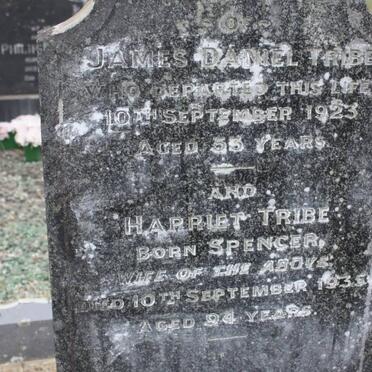 JAMES DANIEL TRIBE
WHO DEPARTED THIS LIFE
10TH SEPTEMBER 1923
AGED 55 YEARS
AND
HARRIET TRIBE
BORN SPENCER
WIFE OF THE ABOVE
DIED 10TH SEPTEMBER 1935
AGED 94 YEARS